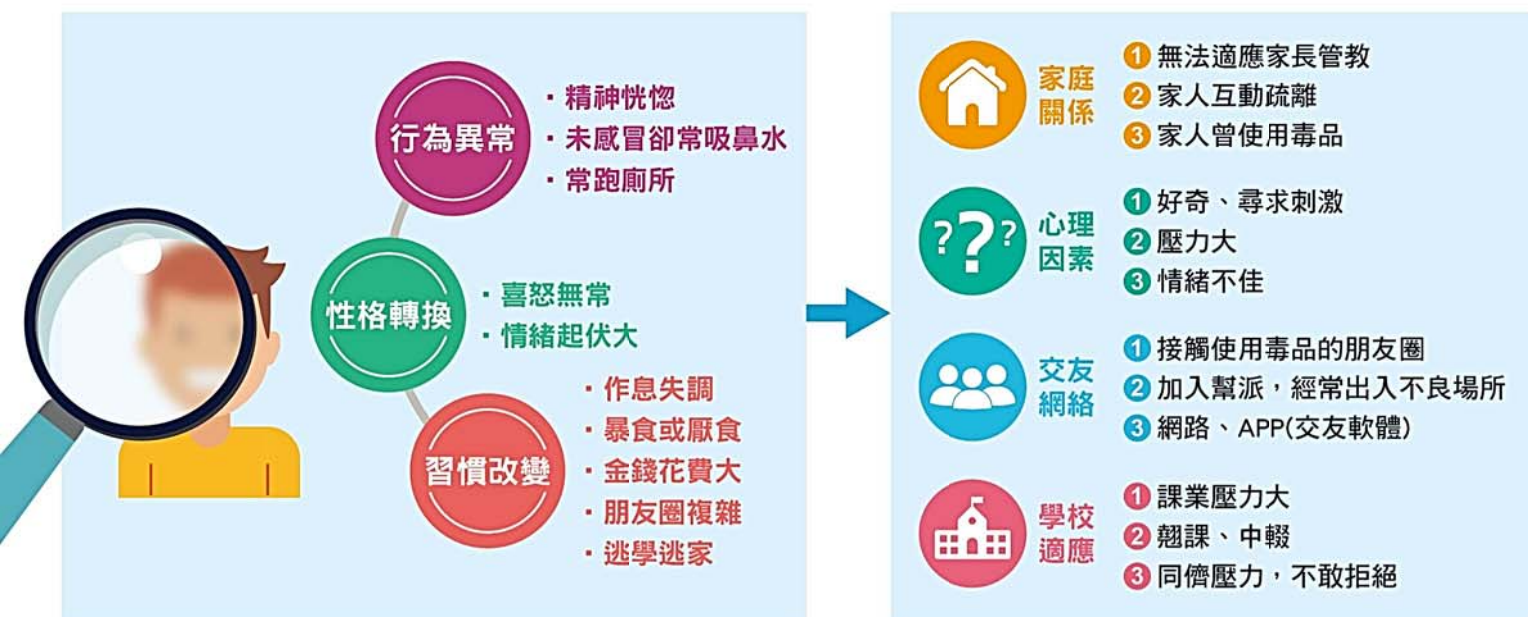 行為異常
・精神恍惚
・未感冒卻常吸鼻水
・常跑廁所
性格轉換
・喜怒無常
・情緒起伏大
習慣改變
・作息失調
・暴食或厭食
・金錢花費大
・朋友圈複雜
・逃學逃家
家庭
關係
1 無法適應家長管教
2 家人互動疏離
3 家人曾使用毒品
???
心理
因素
1 好奇、尋求刺激
2 壓力大
3 情緒不佳
交友
網絡
1 接觸使用毒品的朋友圈
2 加入幫派，經常出入不良場所
3 網路、APP(交友軟體)
學校
適應
1 課業壓力大
2 翹課、中輟
3 同儕壓力，不敢拒絕